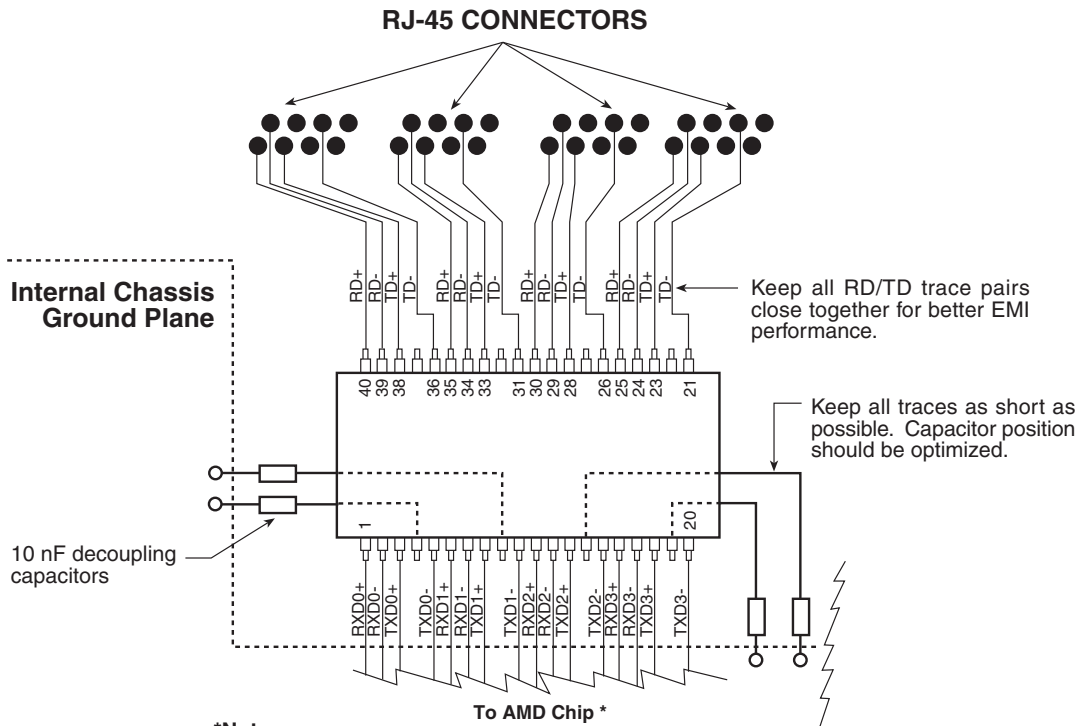 RJ-45 CONNECTORS
RD+ RD- TD+ TD- RD+ RD- TD+ TD- RD+ RD- TD+ TD- RD+ RD- TD+ TD-
Internal Chassis
Ground Plane
Keep all RD/TD trace pairs
close together for better EMI
performance.
40 39 38 36 35 34 33 31 30 29 28 26 25 24 23 21
Keep all traces as short as
possible. Capacitor position
should be optimized.
1 20
10 nF decoupling
capacitors
RXD0+ RXD0- TXD0+ TXD0- RXD1+ RXD1- TXD1+ TXD1- RXD2+ RXD2- TXD2+ TXD2- RXD3+ RXD3- TXD3+ TXD3-
To AMD Chip *